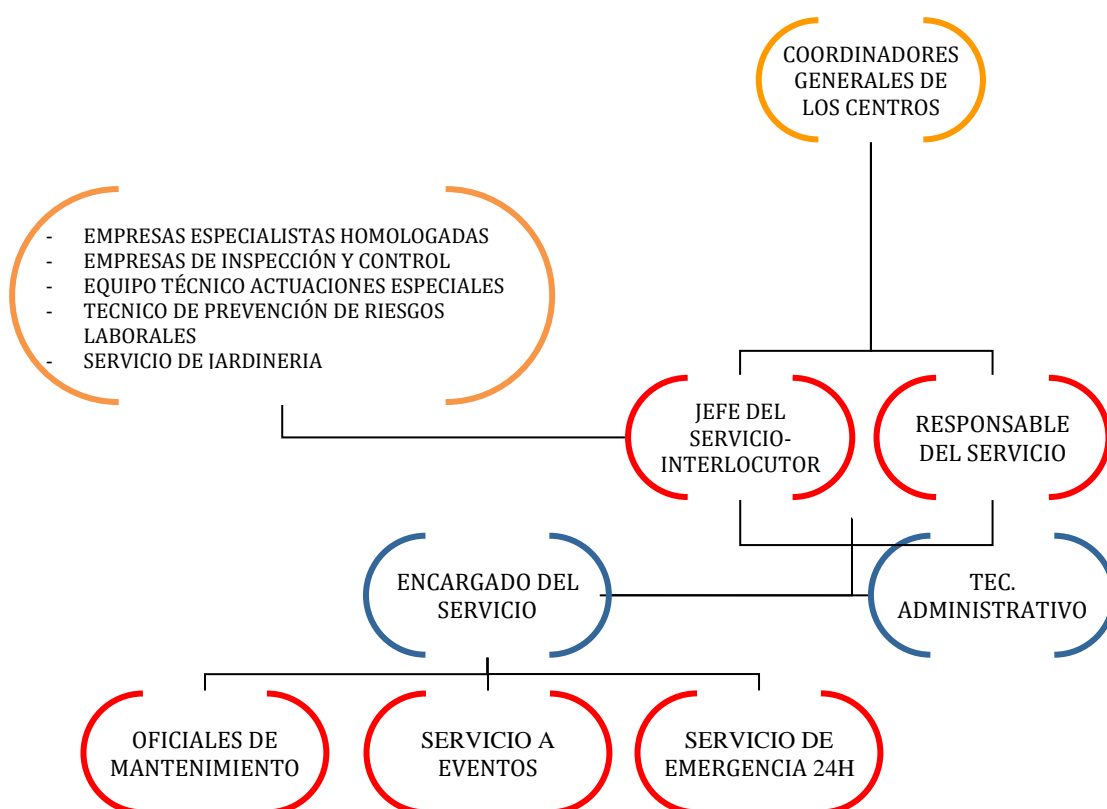 COORDINADORES
GENERALES DE
LOS CENTROS
- EMPRESAS ESPECIALISTAS HOMOLOGADAS
- EMPRESAS DE INSPECCIÓN Y CONTROL
- EQUIPO TÉCNICO ACTUACIONES ESPECIALES
- TECNICO DE PREVENCIÓN DE RIESGOS
LABORALES
- SERVICIO DE JARDINERIA
JEFE DEL
SERVICIO-
INTERLOCUTOR
RESPONSABLE
DEL SERVICIO
ENCARGADO DEL
SERVICIO
TEC.
ADMINISTRATIVO
OFICIALES DE
MANTENIMIENTO
SERVICIO A
EVENTOS
SERVICIO DE
EMERGENCIA 24H